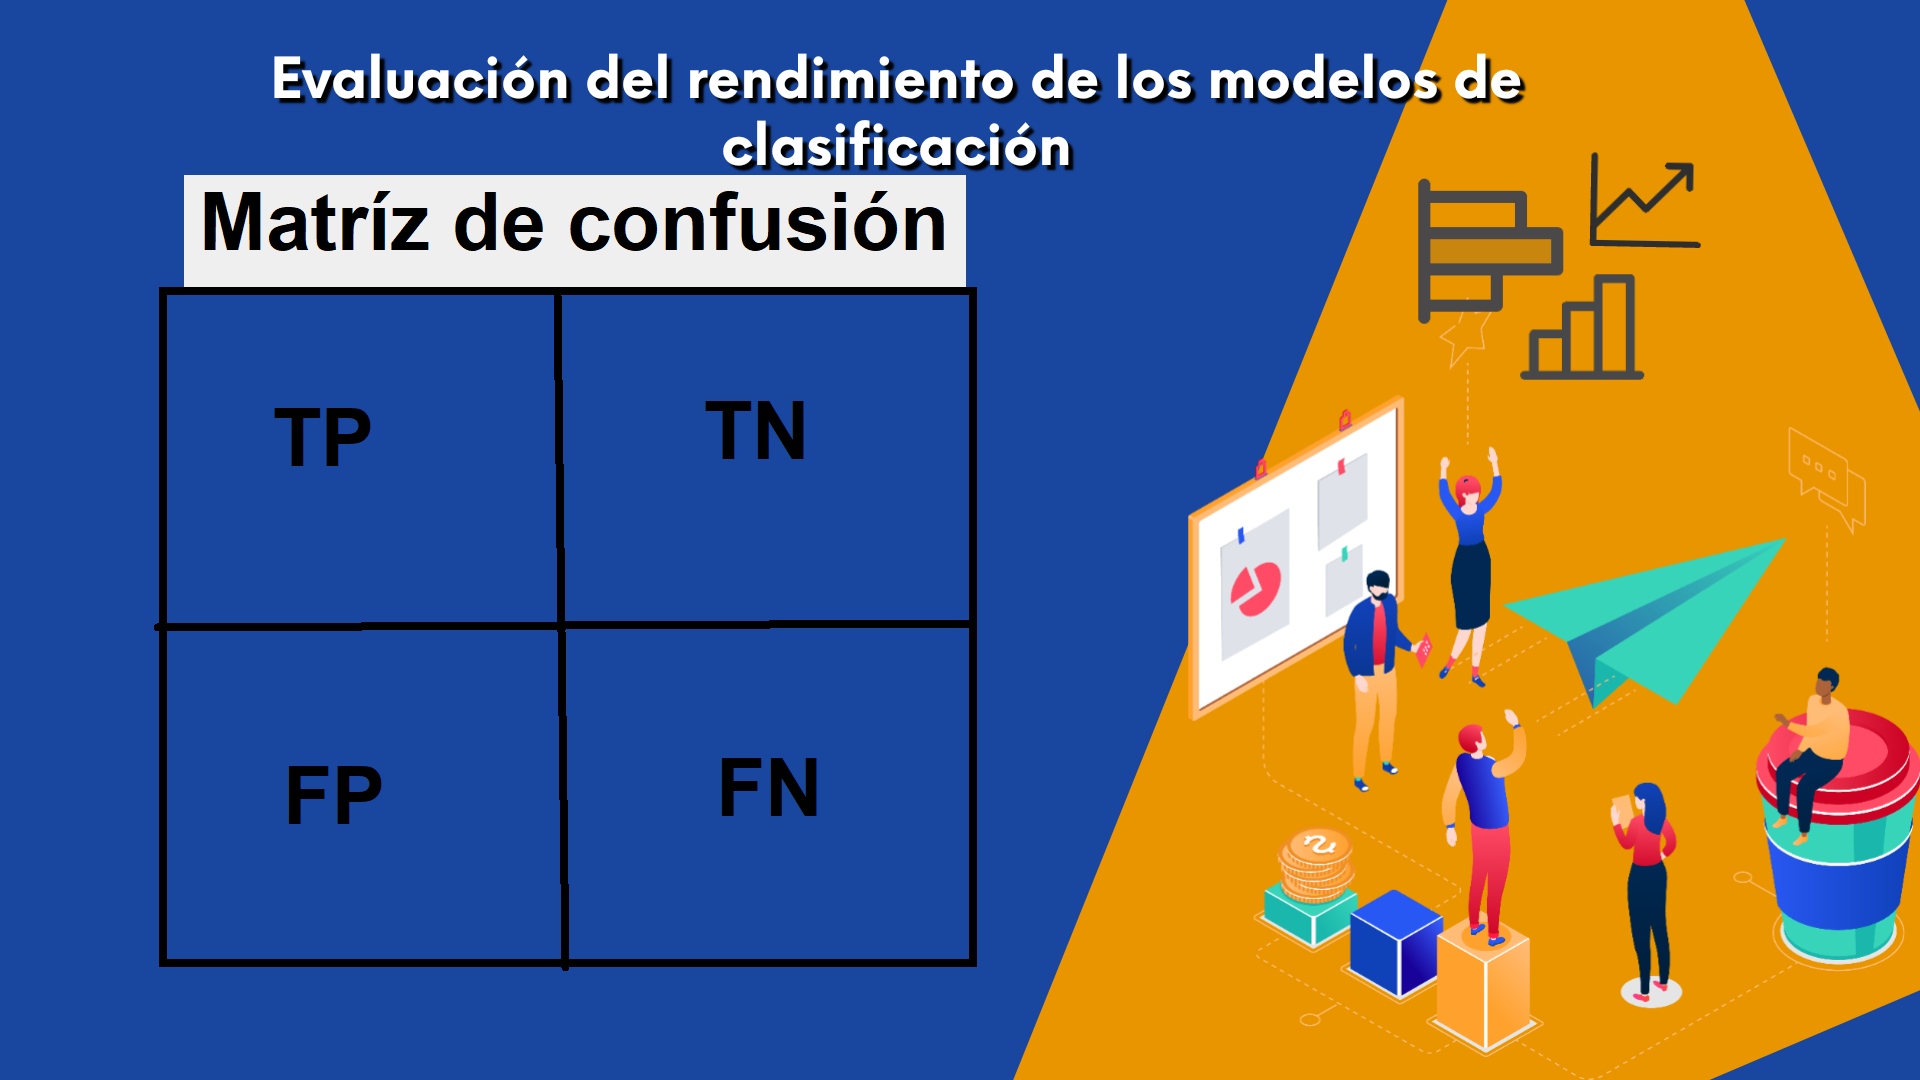 Evaluación del rendimiento de los modelos de
clasificación
Matríz de confusión
TP
TN
FP
FN